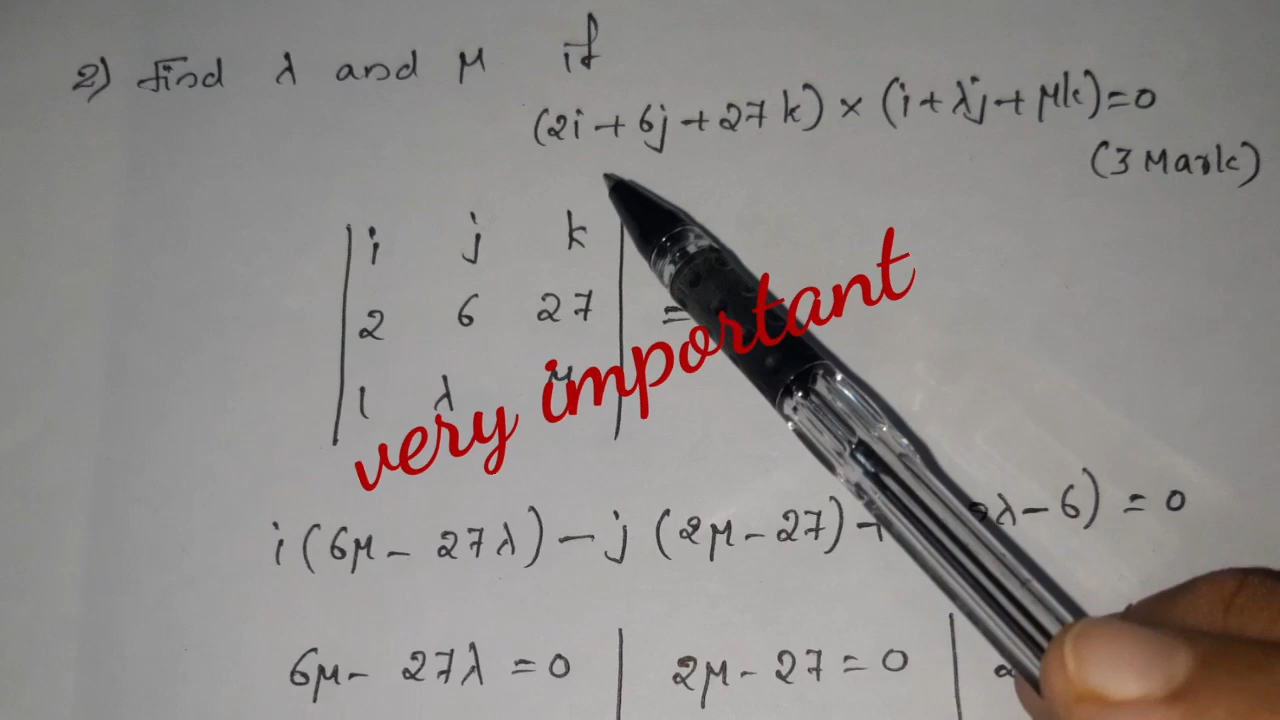 2) find λ and μ if
(2i + 6j + 27k) × (i + λj + μk) = 0
(3 Mark)
i j k
2 6 27 =
1 λ μ
very important
i(6μ - 27λ) - j(2μ - 27) + λ - 6) = 0
6μ - 27λ = 0 | 2μ - 27 = 0 |